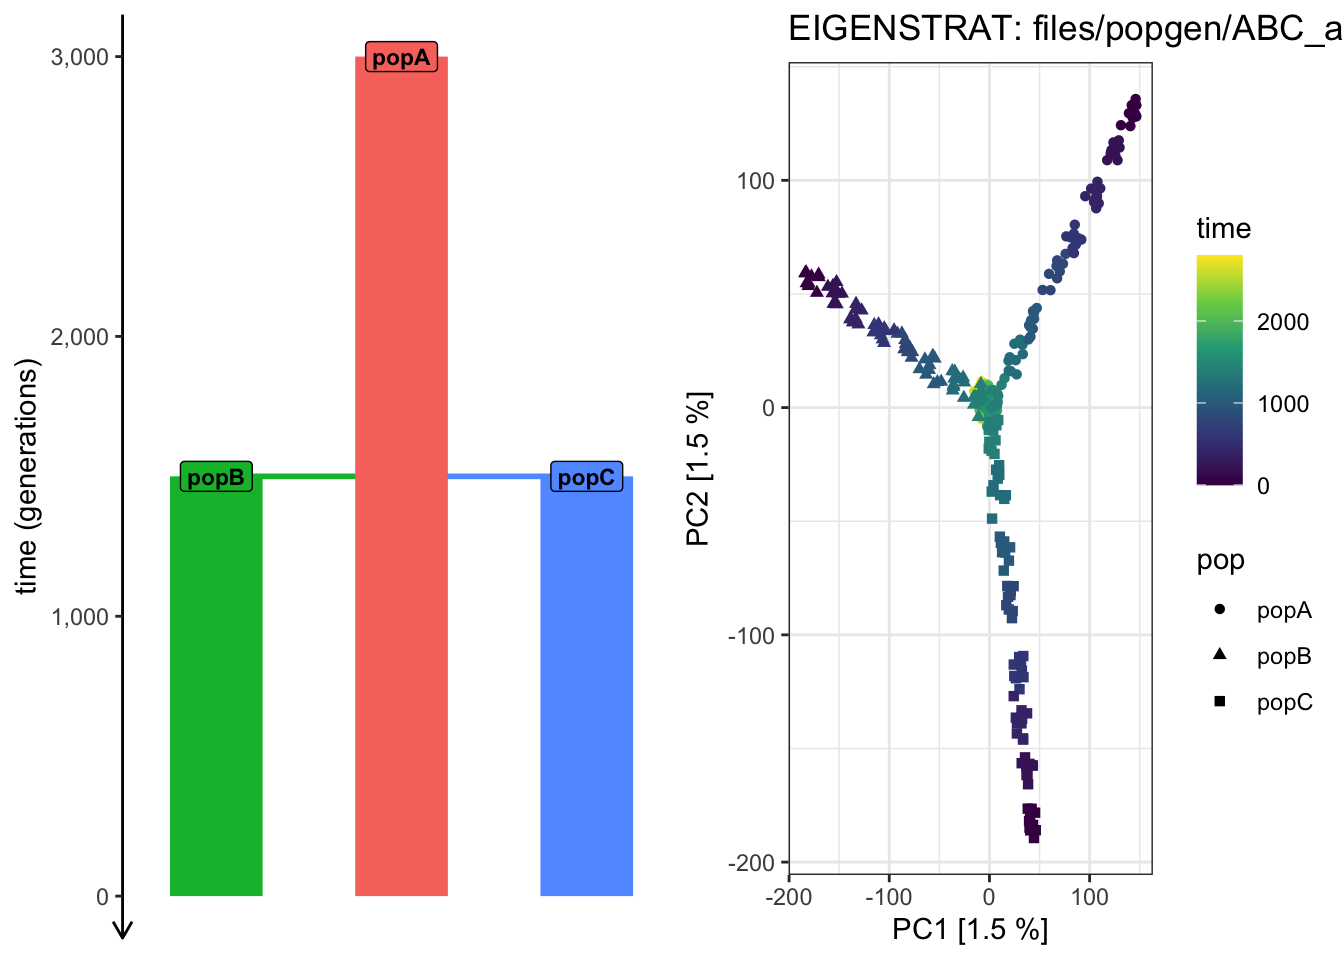 3,000
2,000
1,000
0
time (generations)
popA
popB
popC
EIGENSTRAT: files/popgen/ABC_a
100
0
-100
-200
PC2 [1.5 %]
-200
-100
0
100
PC1 [1.5 %]
time
2000
1000
0
pop
popA
popB
popC